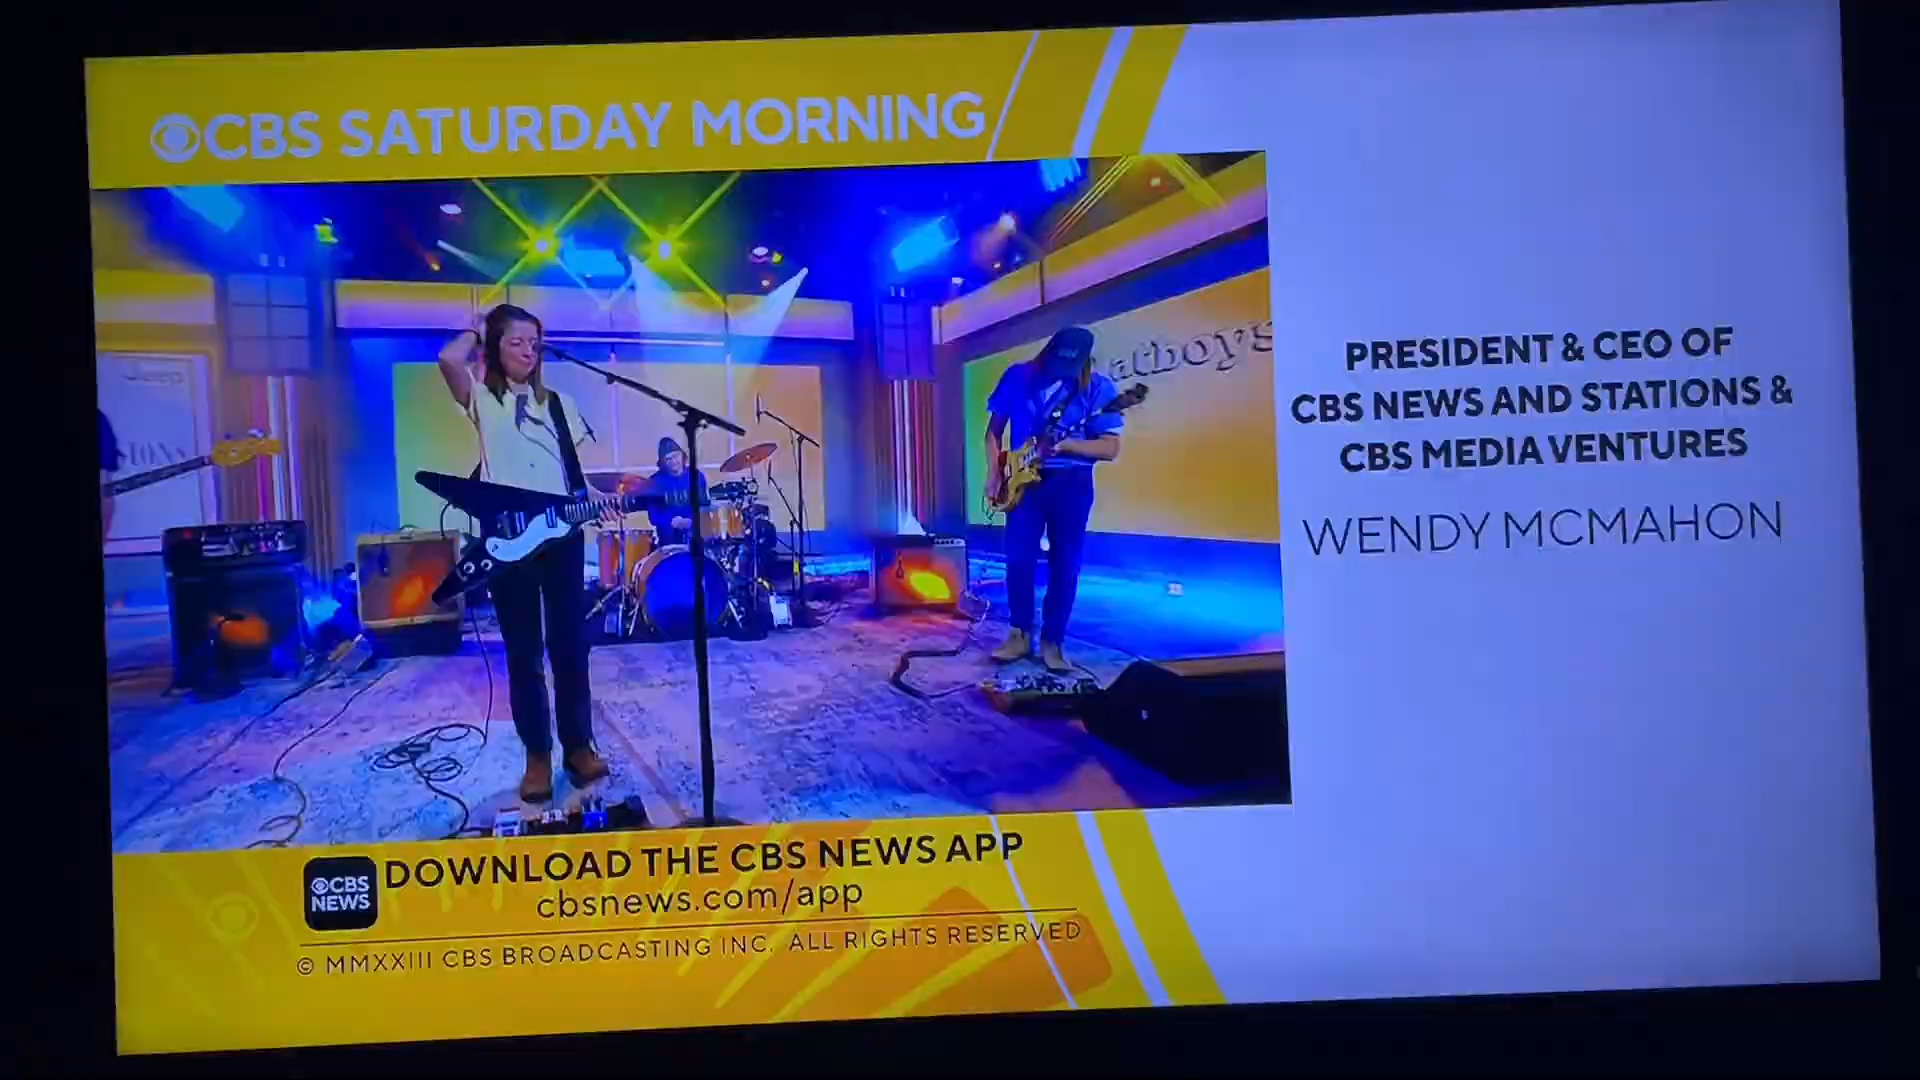 CBS SATURDAY MORNING
PRESIDENT & CEO OF
CBS NEWS AND STATIONS &
CBS MEDIA VENTURES
WENDY MCMAHON
DOWNLOAD THE CBS NEWS APP
cbsnews.com/app
CBS
NEWS
© MMXXIII CBS BROADCASTING INC. ALL RIGHTS RESERVED